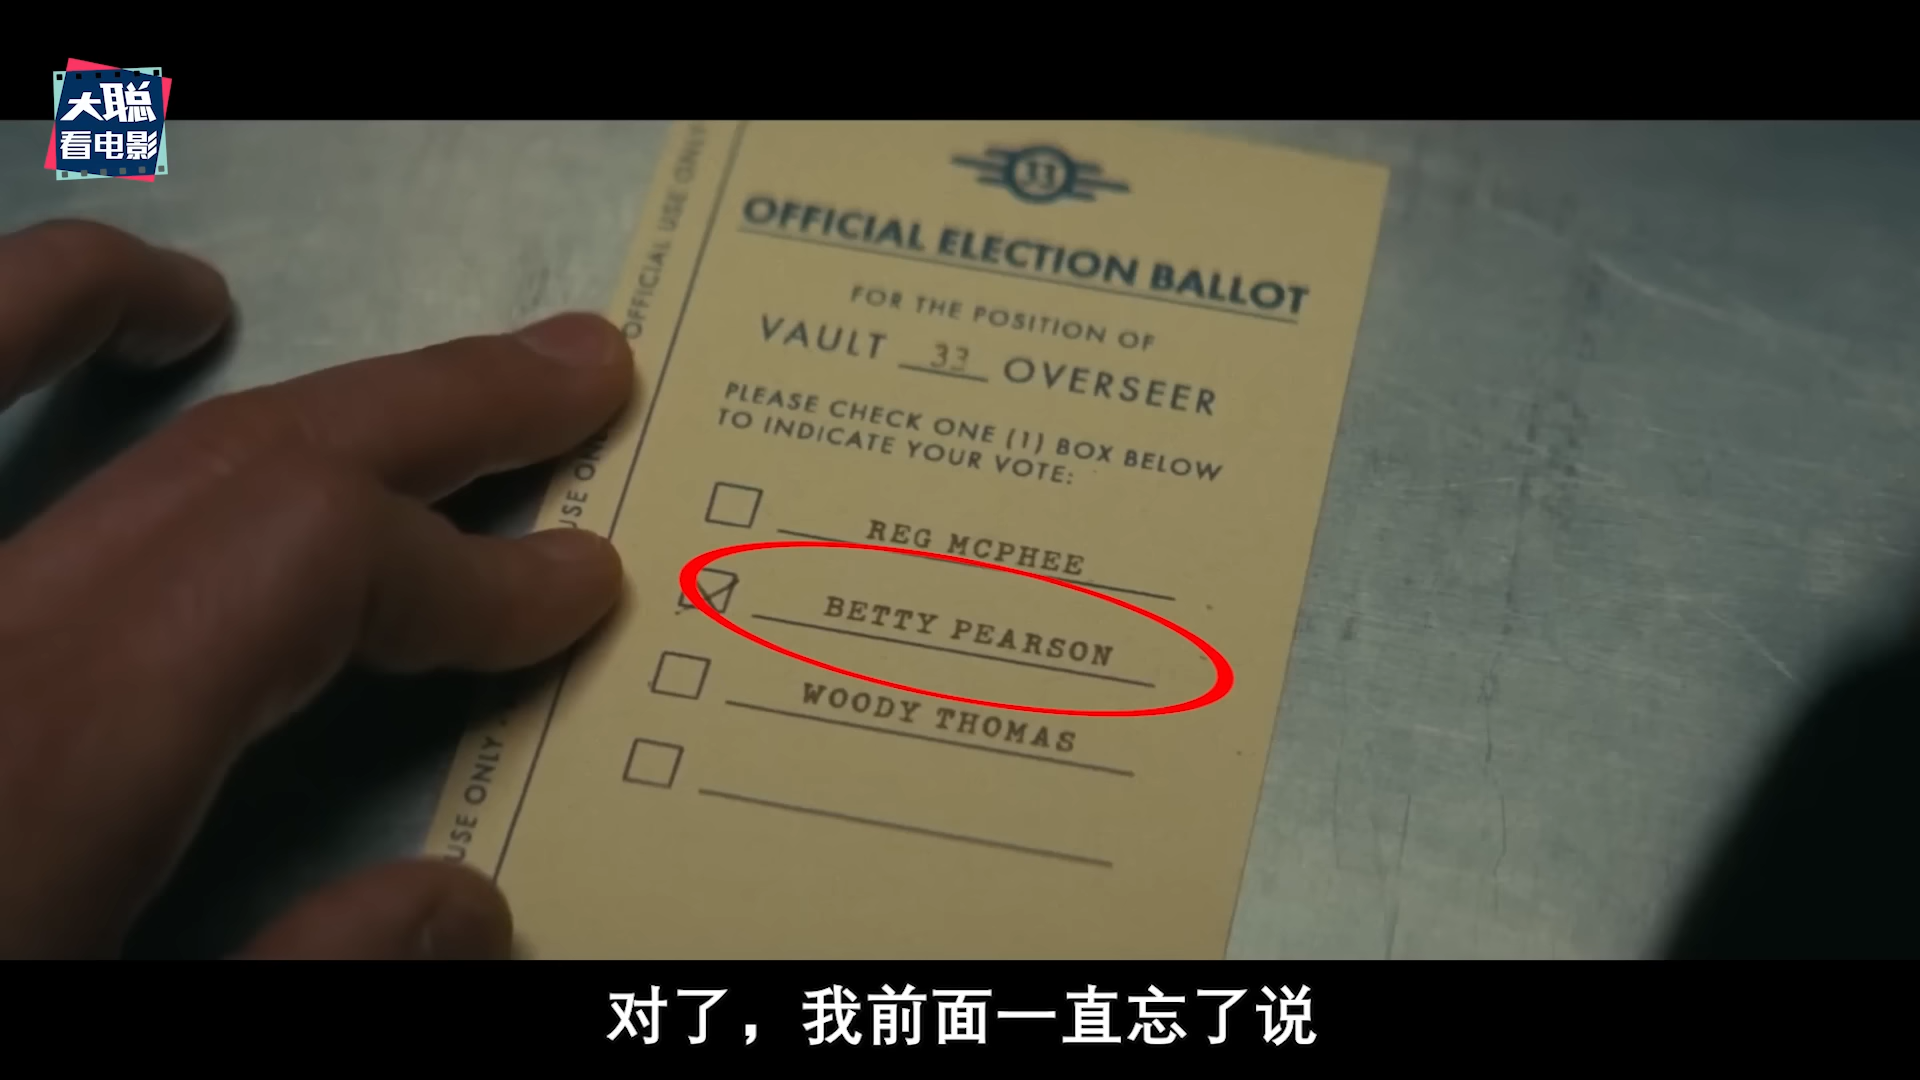 大聪
看电影
33
OFFICIAL ELECTION BALLOT
FOR THE POSITION OF
VAULT 33 OVERSEER
PLEASE CHECK ONE (1) BOX BELOW
TO INDICATE YOUR VOTE:
REG MCPHEE
BETTY PEARSON
WOODY THOMAS
OFFICIAL USE ONLY
USE ONLY
USE ONLY
对了，我前面一直忘了说